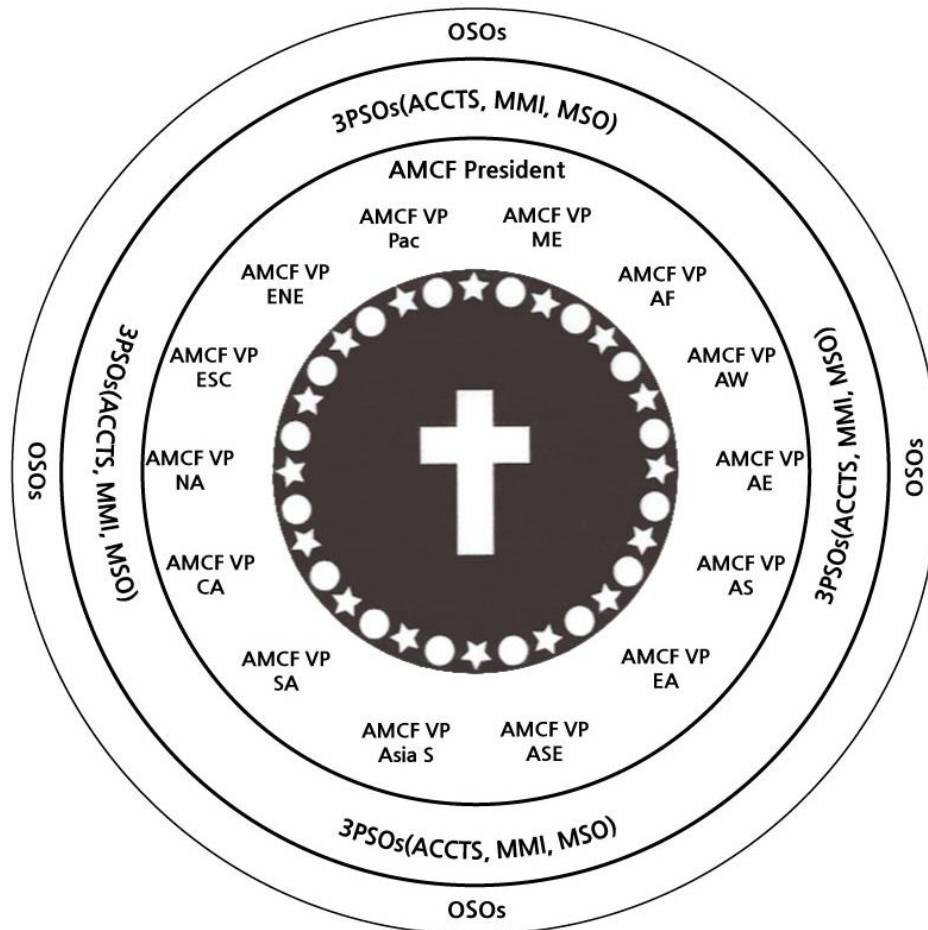 OSOs
3PSOs(ACCTS, MMI, MSO)
AMCF President
AMCF VP
Pac
AMCF VP
ME
AMCF VP
ENE
AMCF VP
AF
AMCF VP
ESC
AMCF VP
AW
3PSOs(ACCTS, MMI, MSO)
3PSOs(ACCTS, MMI, MSO)
OSOs
AMCF VP
NA
AMCF VP
AE
OSOs
AMCF VP
CA
AMCF VP
AS
AMCF VP
SA
AMCF VP
EA
AMCF VP
Asia S
AMCF VP
ASE
3PSOs(ACCTS, MMI, MSO)
OSOs